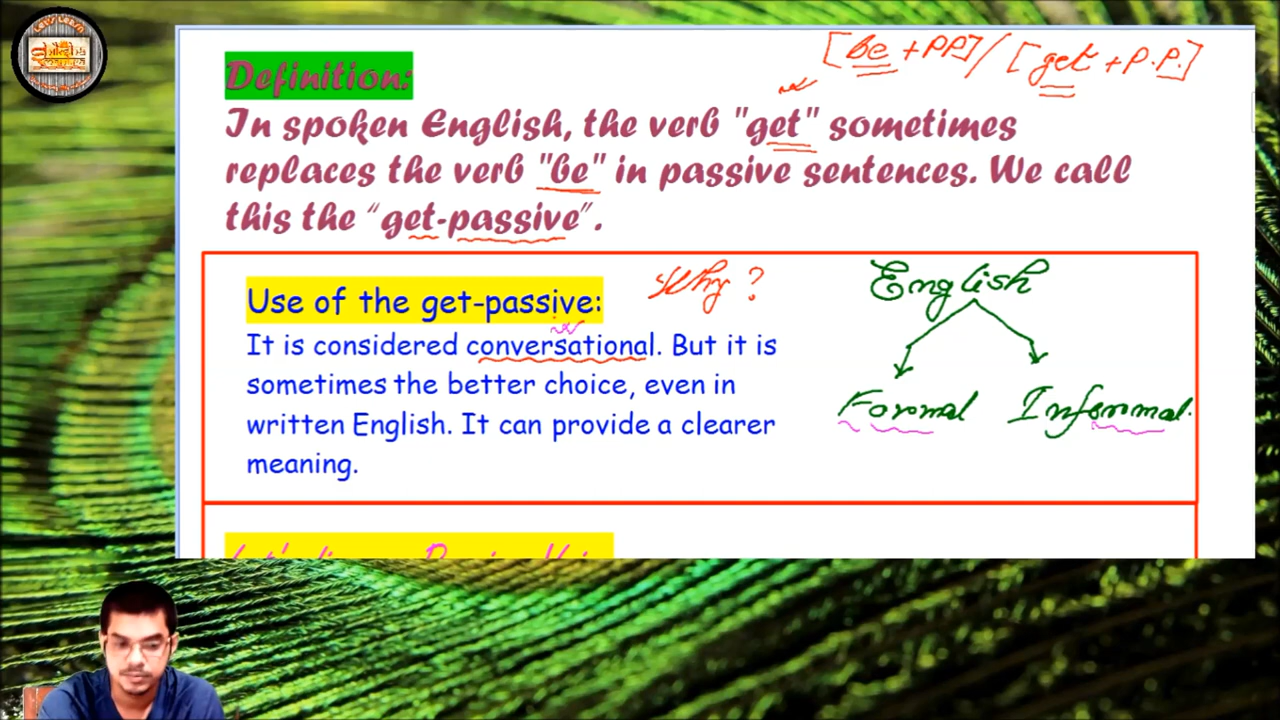 [be + PP] / [get + P.P.]
Definition:
In spoken English, the verb "get" sometimes
replaces the verb "be" in passive sentences. We call
this the “get-passive”.
Use of the get-passive:
Why ?
English
It is considered conversational. But it is
sometimes the better choice, even in
written English. It can provide a clearer
meaning.
Formal
Informal.